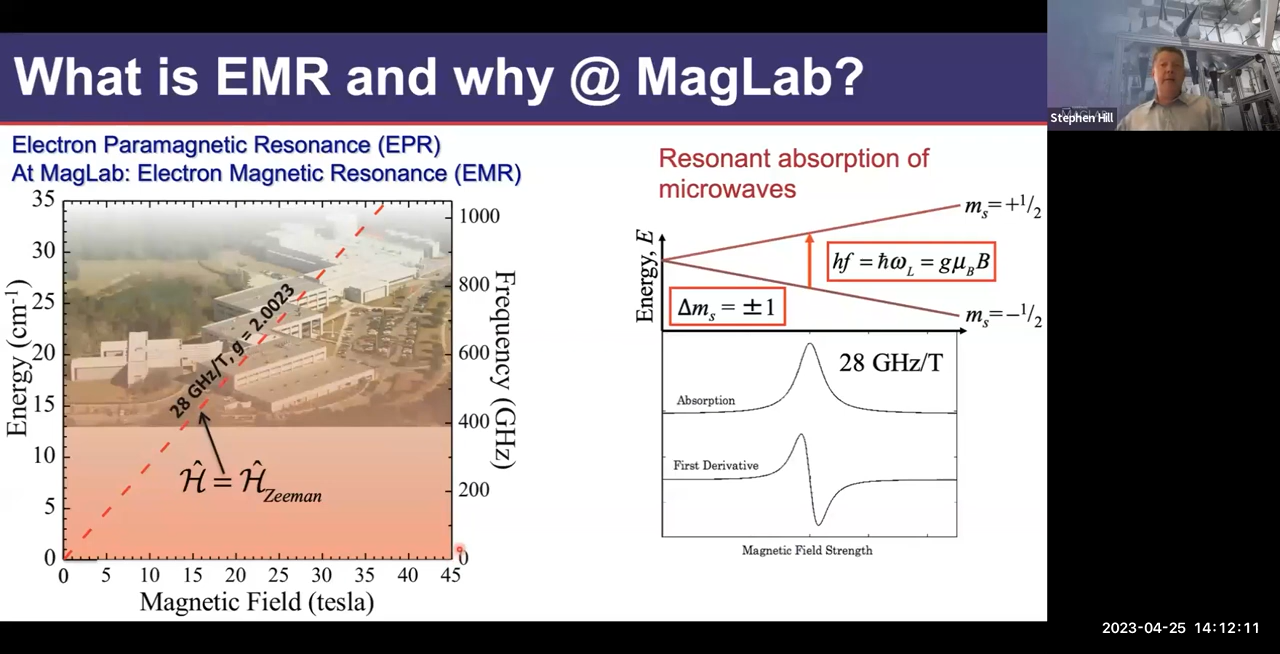 What is EMR and why @ MagLab?
Stephen Hill
Electron Paramagnetic Resonance (EPR)
At MagLab: Electron Magnetic Resonance (EMR)
Energy (cm⁻¹)
35
30
25
20
15
10
5
0
28 GHz/T, g = 2.0023
Ĥ = Ĥ_Zeeman
1000
800
600
400
200
0
Frequency (GHz)
0 5 10 15 20 25 30 35 40 45
Magnetic Field (tesla)
Resonant absorption of
microwaves
Energy, E
mₛ=+1/2
hf = ħω_L = gμ_B B
Δmₛ = ±1
mₛ=−1/2
28 GHz/T
Absorption
First Derivative
Magnetic Field Strength
2023-04-25 14:12:11